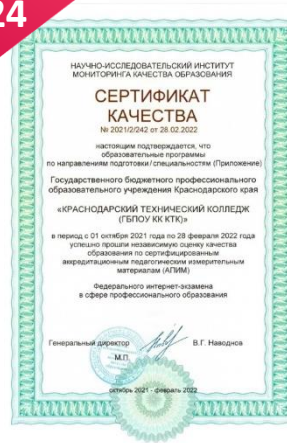 24
НАУЧНО-ИССЛЕДОВАТЕЛЬСКИЙ ИНСТИТУТ
МОНИТОРИНГА КАЧЕСТВА ОБРАЗОВАНИЯ
СЕРТИФИКАТ
КАЧЕСТВА
№ 2021/2/242 от 28.02.2022
настоящим подтверждается, что
образовательные программы
по направлениям подготовки/специальностям (Приложение)
Государственного бюджетного профессионального
образовательного учреждения Краснодарского края
«КРАСНОДАРСКИЙ ТЕХНИЧЕСКИЙ КОЛЛЕДЖ
(ГБПОУ КК КТК)»
в период с 01 октября 2021 года по 28 февраля 2022 года
успешно прошли независимую оценку качества
образования по сертифицированным
аккредитационным педагогическим измерительным
материалам (АПИМ)
Федерального интернет-экзамена
в сфере профессионального образования
Генеральный директор В.Г. Наводнов
М.П.
октябрь 2021 - февраль 2022